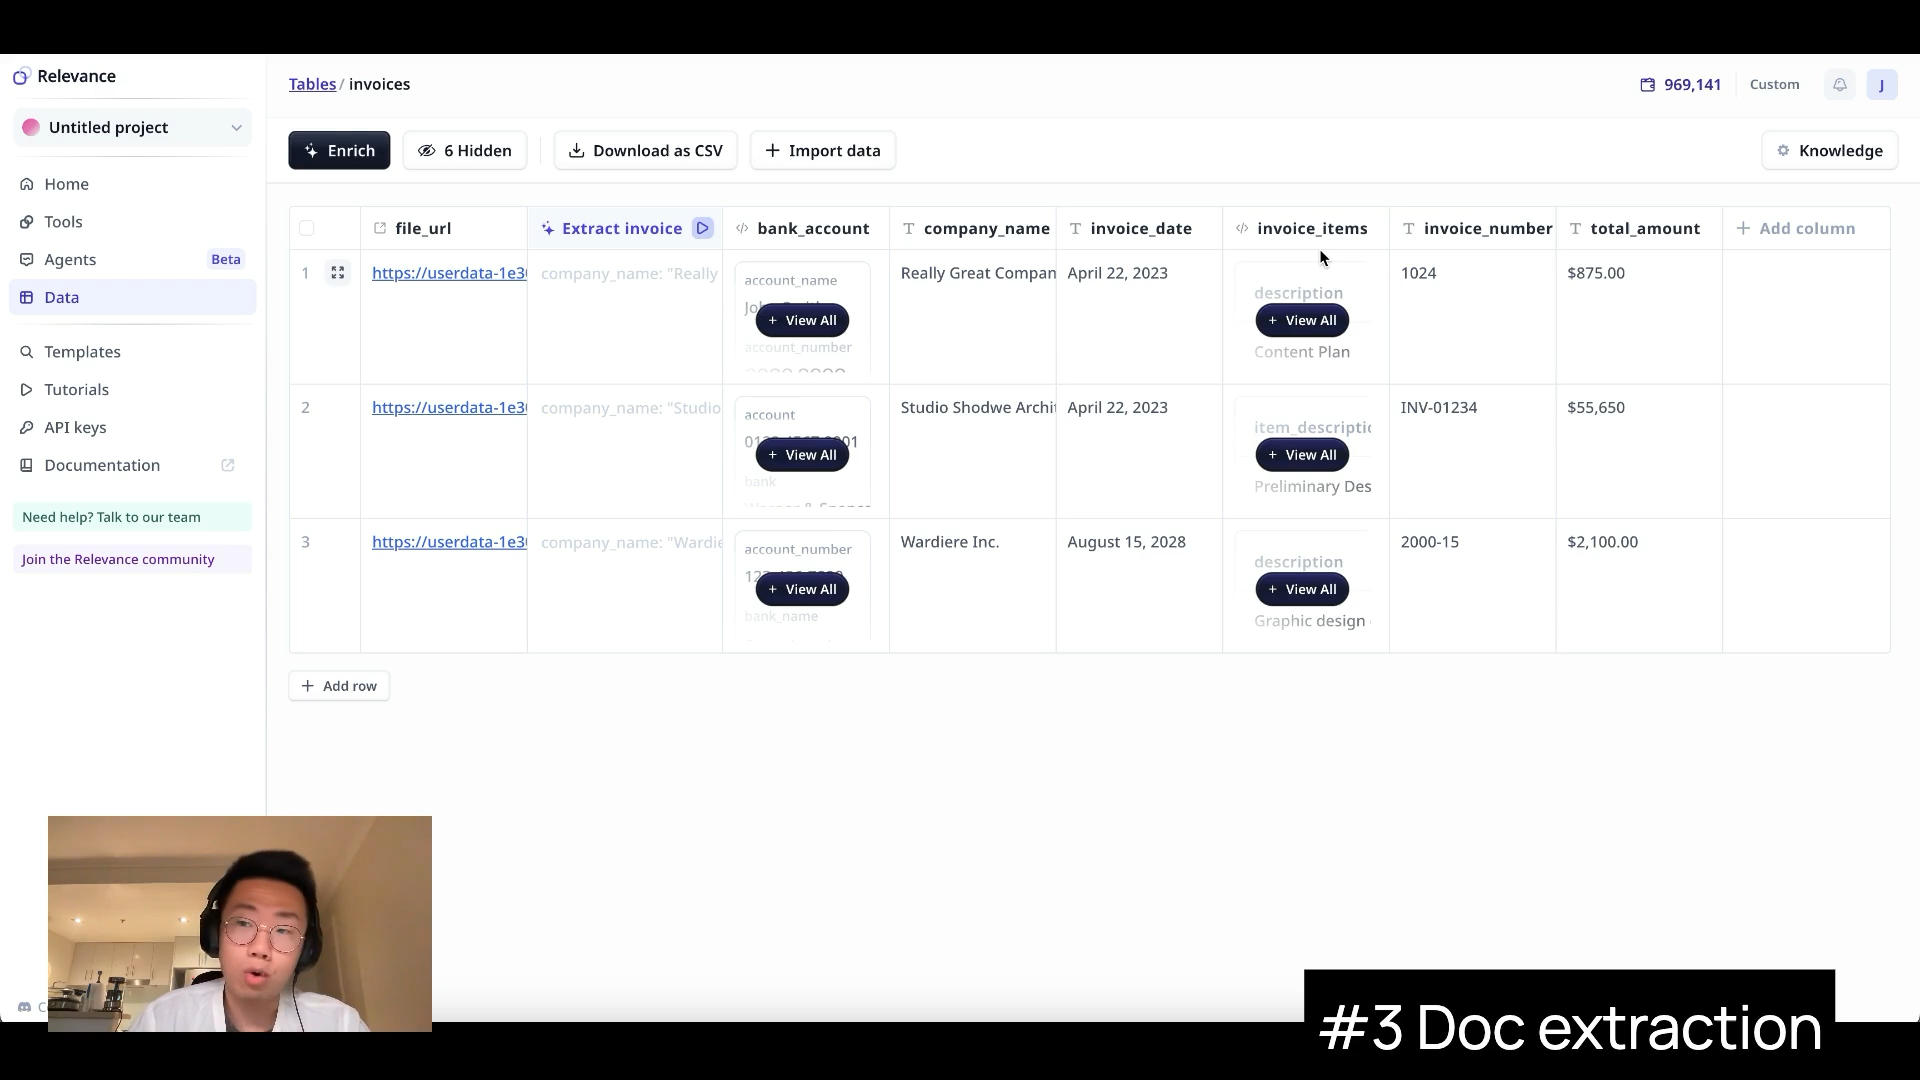 Relevance
Tables / invoices
969,141
Custom
J
Untitled project
Enrich
6 Hidden
Download as CSV
Import data
Knowledge
Home
Tools
Agents
Beta
Data
Templates
Tutorials
API keys
Documentation
Need help? Talk to our team
Join the Relevance community
file_url
Extract invoice
bank_account
company_name
invoice_date
invoice_items
invoice_number
total_amount
Add column
1
https://userdata-1e3
company_name: "Really
account_name
View All
account_number
Really Great Compan
April 22, 2023
description
View All
Content Plan
1024
$875.00
2
https://userdata-1e3
company_name: "Studio
account
View All
bank
Studio Shodwe Archit
April 22, 2023
item_descriptio
View All
Preliminary Des
INV-01234
$55,650
3
https://userdata-1e3
company_name: "Wardie
account_number
View All
bank_name
Wardiere Inc.
August 15, 2028
description
View All
Graphic design
2000-15
$2,100.00
Add row
#3 Doc extraction